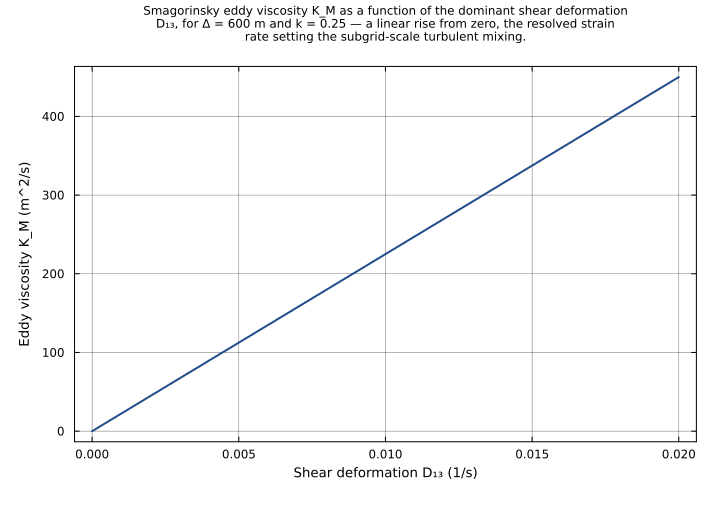 Smagorinsky eddy viscosity K_M as a function of the dominant shear deformation
D₁₃, for Δ = 600 m and k = 0.25 — a linear rise from zero, the resolved strain
rate setting the subgrid-scale turbulent mixing.
Eddy viscosity K_M (m^2/s)
400
300
200
100
0
0.000 0.005 0.010 0.015 0.020
Shear deformation D₁₃ (1/s)